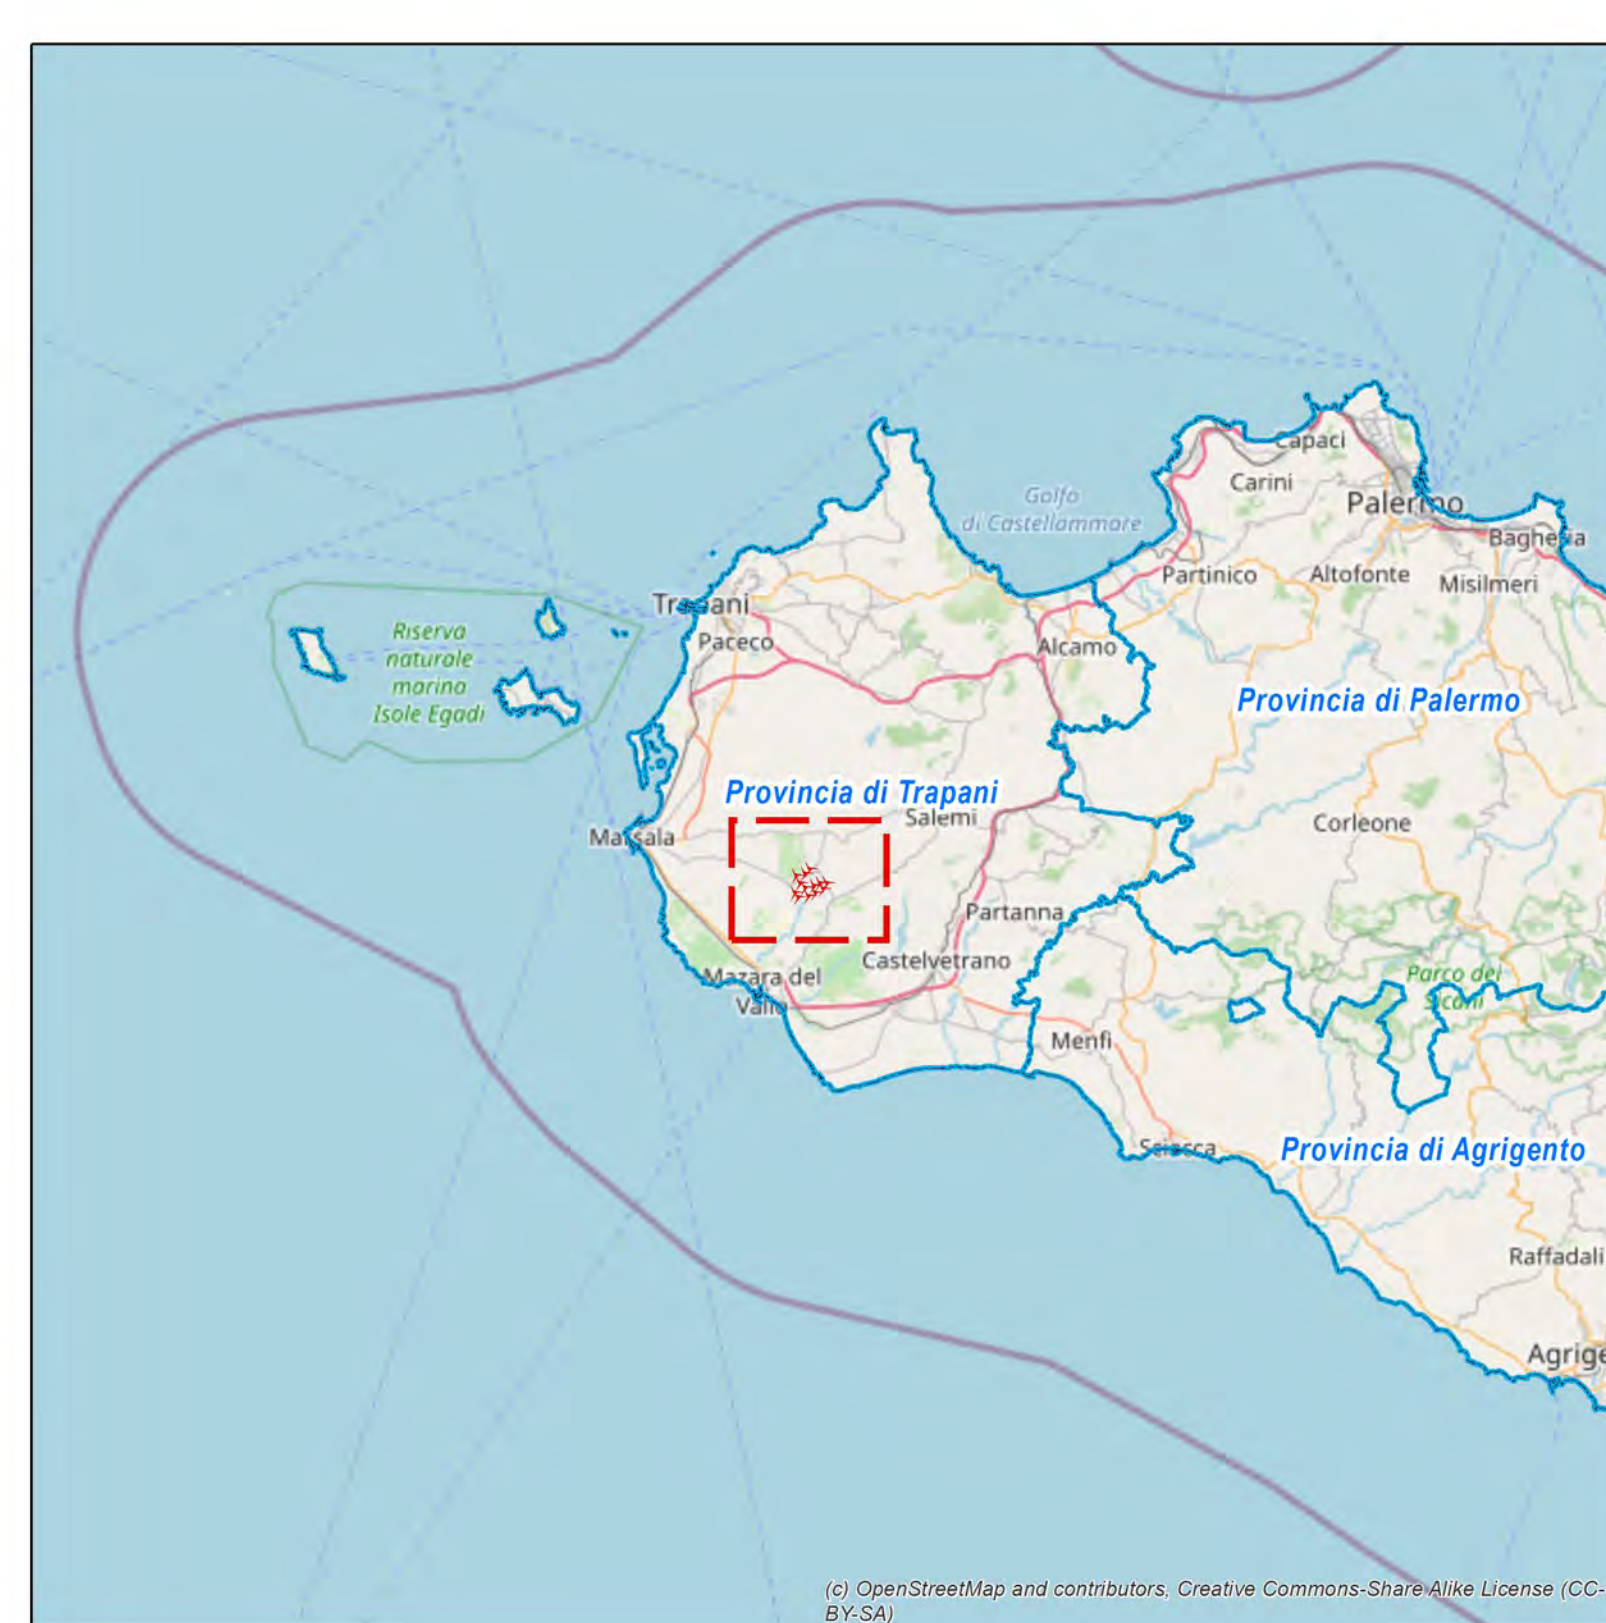 Capaci
Carini
Golfo
di Castellammare
Palermo
Bagheria
Partinico
Altofonte
Misilmeri
Trapani
Paceco
Alcamo
Riserva
naturale
marina
Isole Egadi
Provincia di Palermo
Provincia di Trapani
Salemi
Marsala
Corleone
Partanna
Castelvetrano
Mazara del
Vallo
Parco dei
Sicani
Menfi
Sciacca
Provincia di Agrigento
Raffadali
Agrige
(c) OpenStreetMap and contributors, Creative Commons-Share Alike License (CC-
BY-SA)